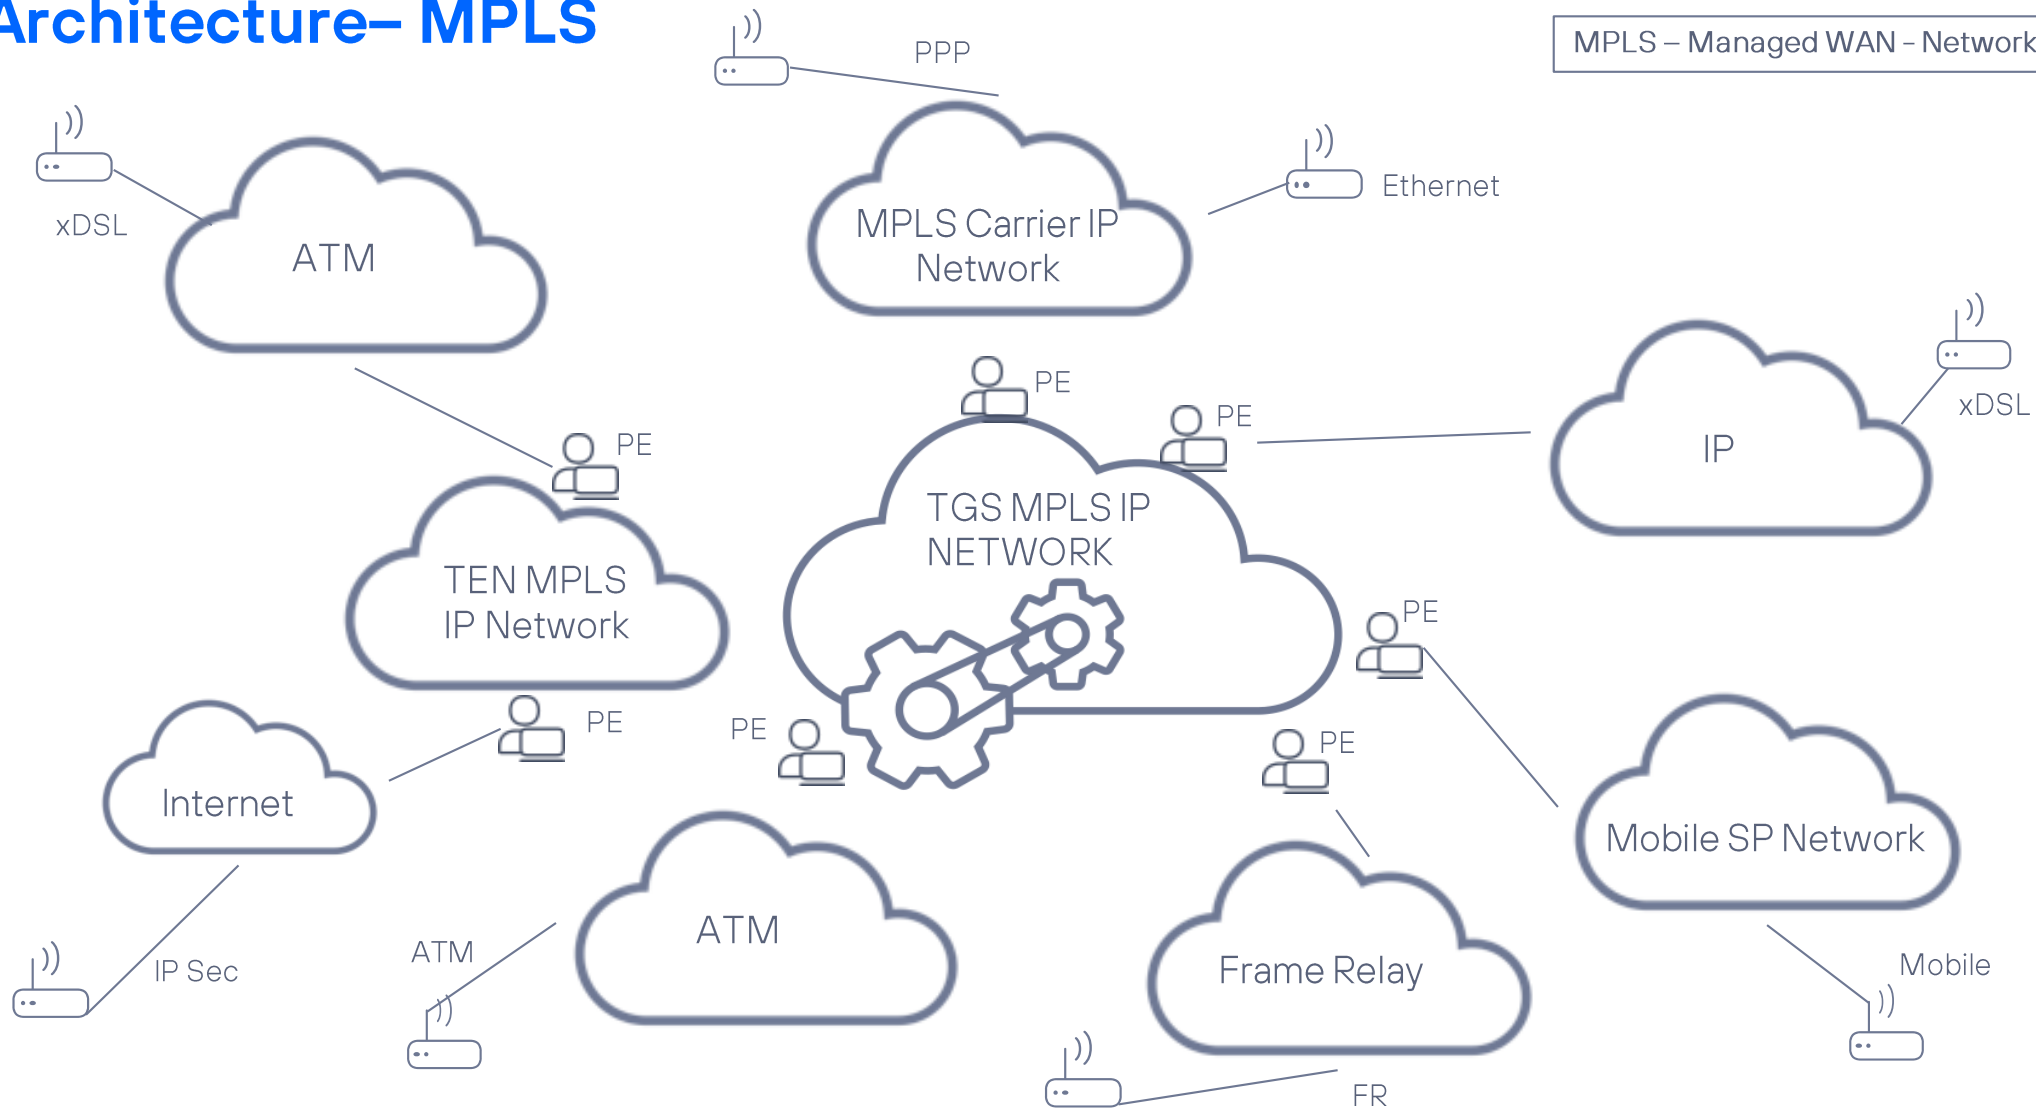 Architecture– MPLS
MPLS – Managed WAN - Network
PPP
xDSL
ATM
MPLS Carrier IP
Network
Ethernet
xDSL
IP
PE
PE
PE
TGS MPLS IP
NETWORK
TEN MPLS
IP Network
PE
PE
PE
PE
Internet
Mobile SP Network
ATM
Frame Relay
IP Sec
ATM
Mobile
FR